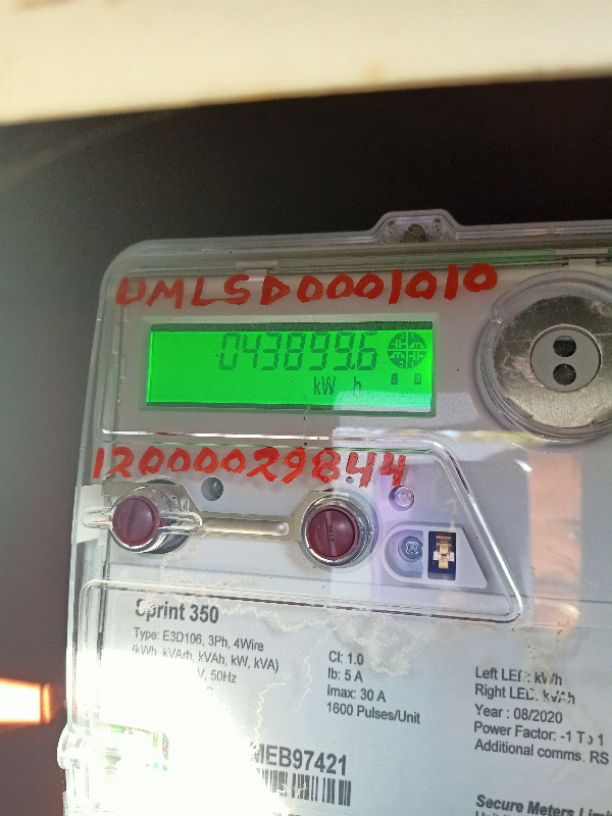 UMLSD0001010
043899.6
kW h
120000029844
Sprint 350
Type: E3D106, 3Ph, 4Wire
(kWh, kVArh, kVAh, kW, kVA)
V, 50Hz
Cl: 1.0
Ib: 5 A
Imax: 30 A
1600 Pulses/Unit
Left LED: kWh
Right LED: kVAh
Year : 08/2020
Power Factor: -1 To 1
Additional comms: RS
MEB97421
Secure Meters Limi